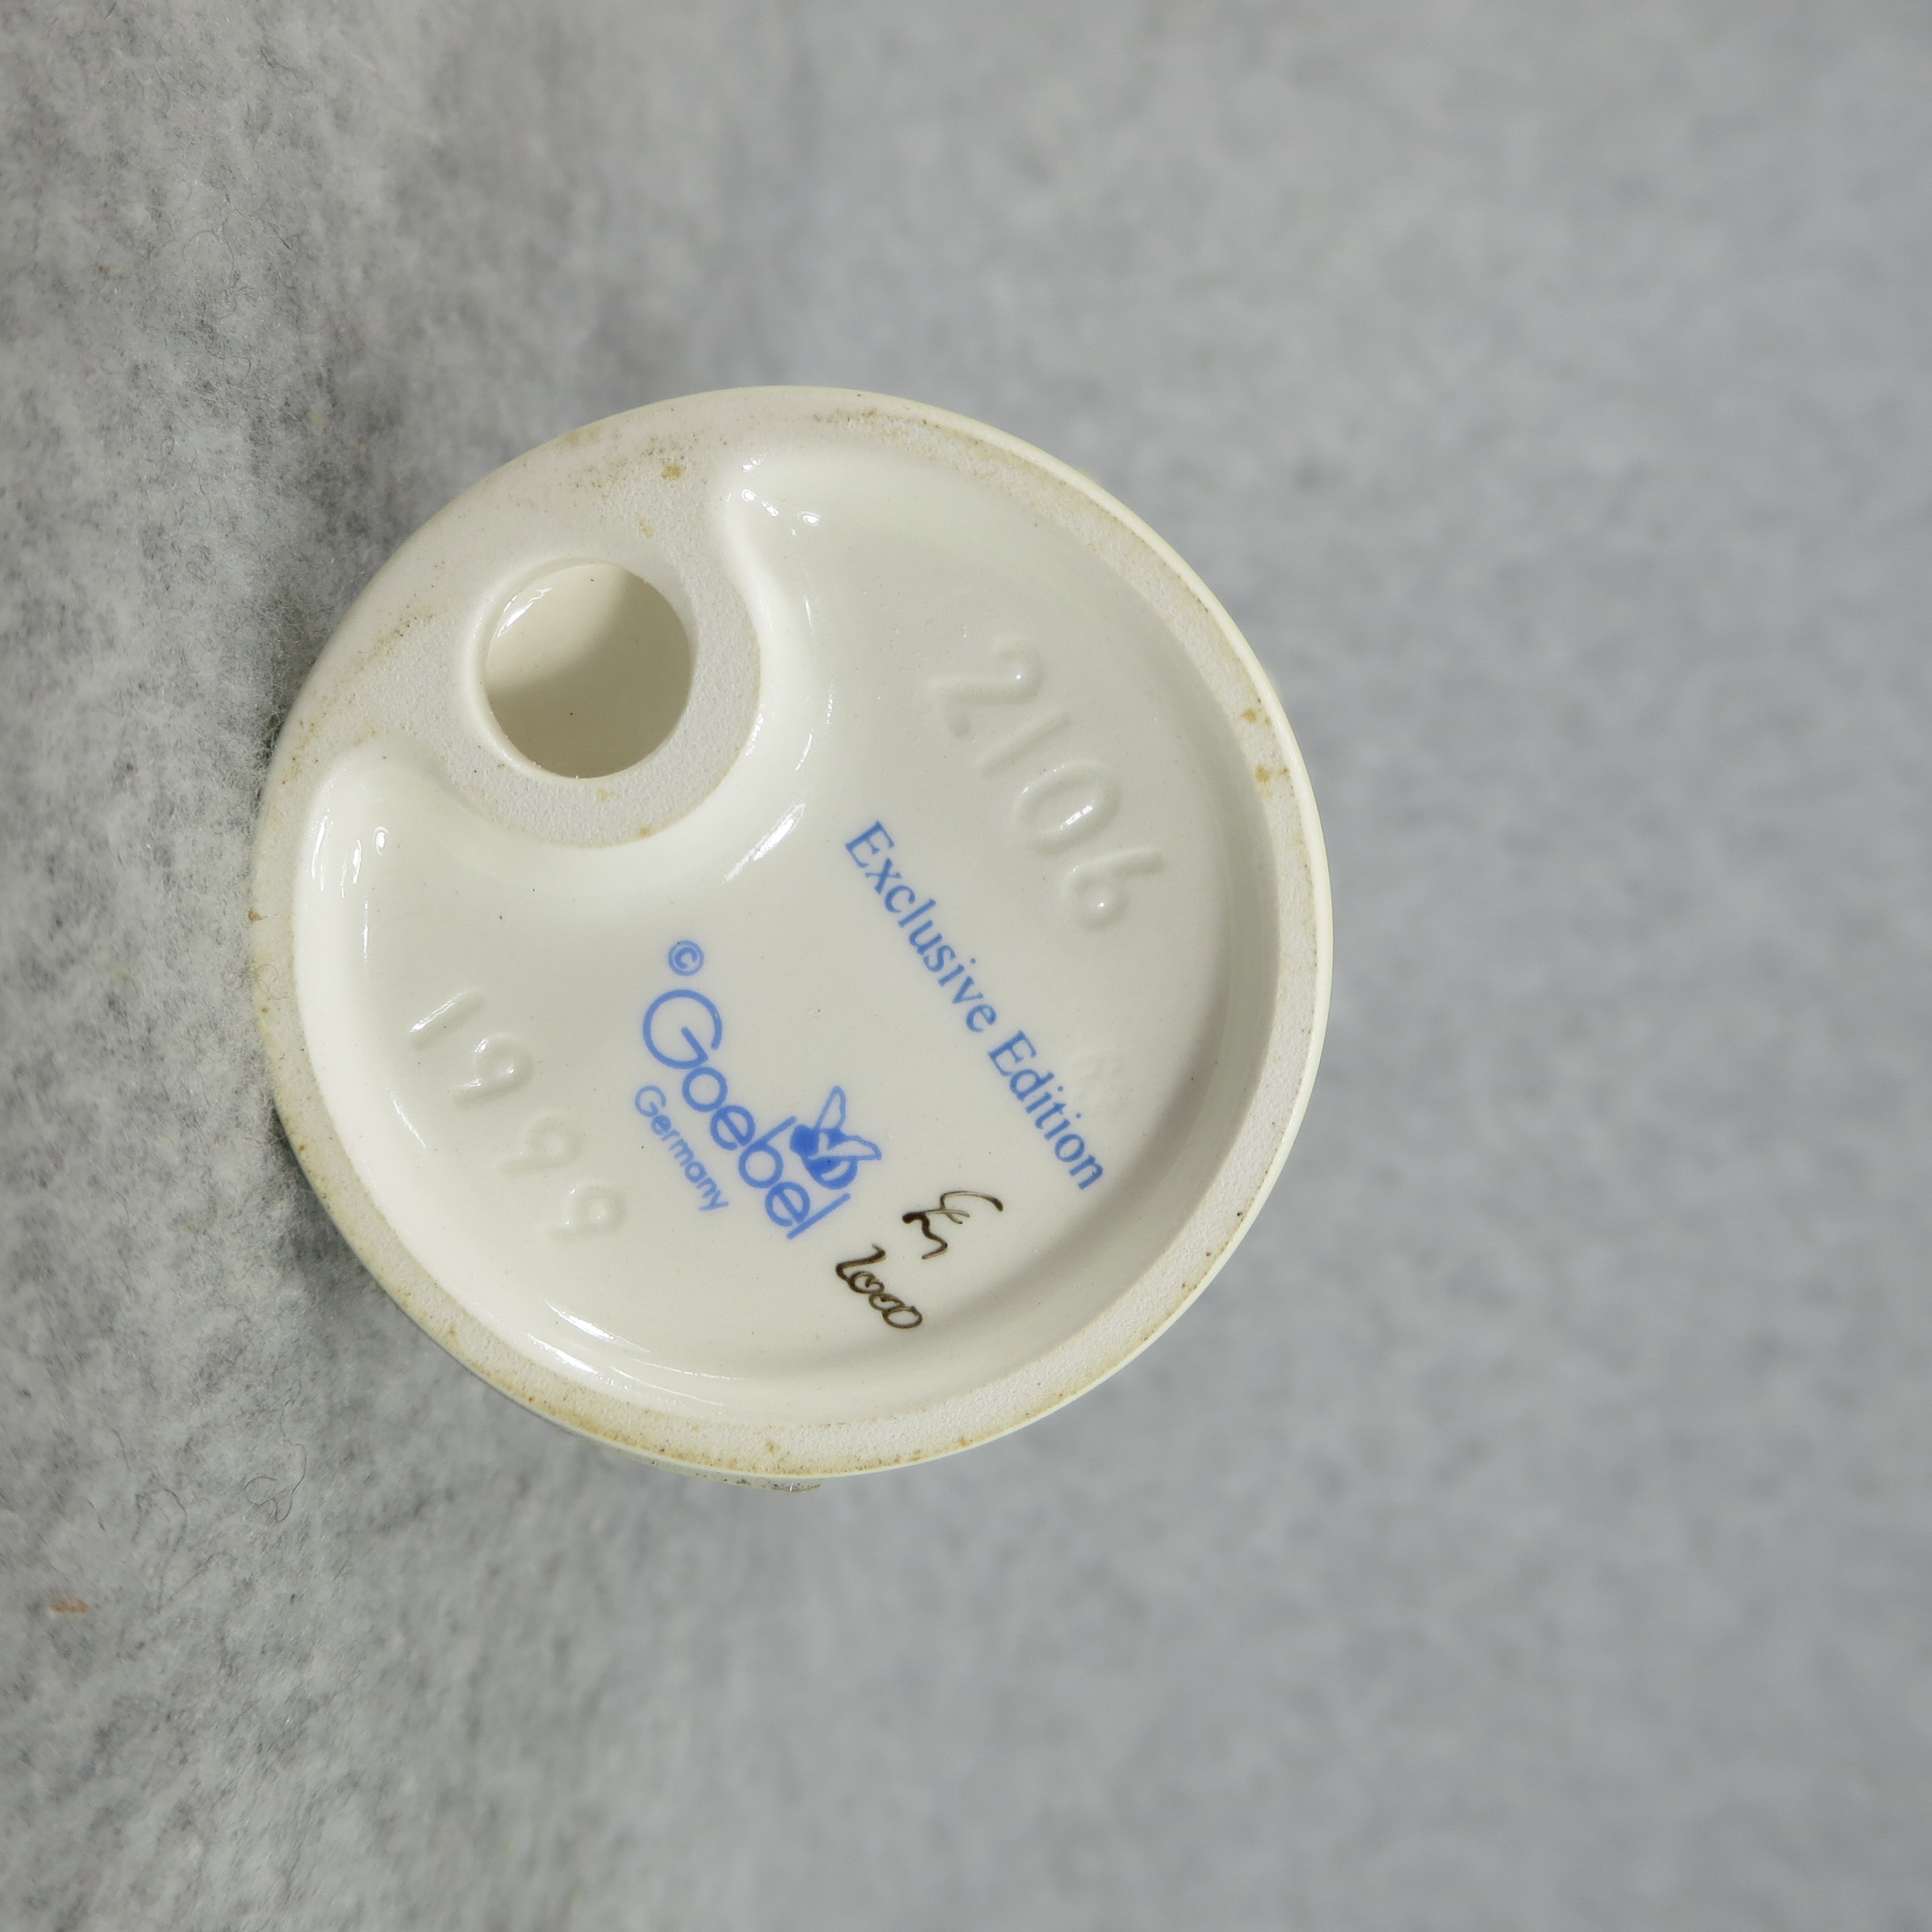 2106
Exclusive Edition
© Goebel
Germany
2000
1999